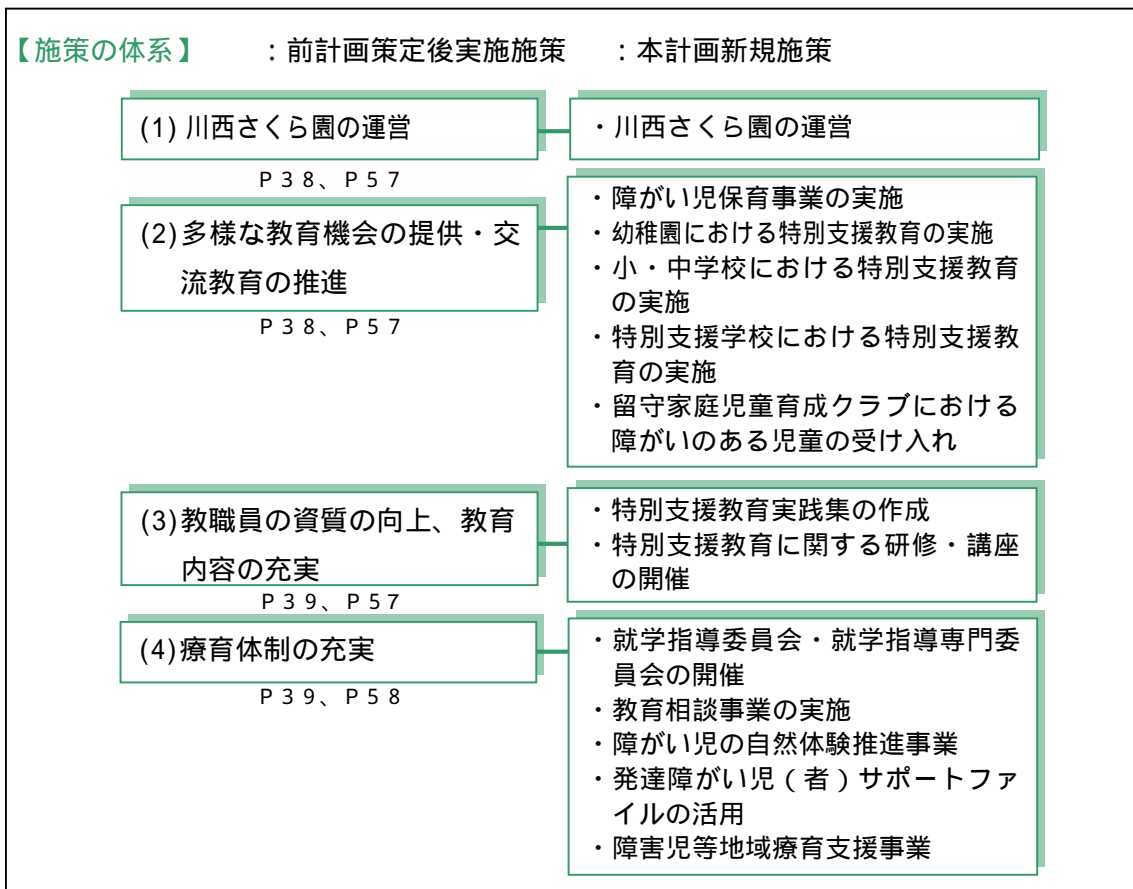 【施策の体系】　　：前計画策定後実施施策　　：本計画新規施策
(1) 川西さくら園の運営
・川西さくら園の運営
Ｐ３８、Ｐ５７
(2)多様な教育機会の提供・交
流教育の推進
Ｐ３８、Ｐ５７
・障がい児保育事業の実施
・幼稚園における特別支援教育の実施
・小・中学校における特別支援教育
の実施
・特別支援学校における特別支援教
育の実施
・留守家庭児童育成クラブにおける
障がいのある児童の受け入れ
(3)教職員の資質の向上、教育
内容の充実
Ｐ３９、Ｐ５７
・特別支援教育実践集の作成
・特別支援教育に関する研修・講座
の開催
(4)療育体制の充実
Ｐ３９、Ｐ５８
・就学指導委員会・就学指導専門委
員会の開催
・教育相談事業の実施
・障がい児の自然体験推進事業
・発達障がい児（者）サポートファ
イルの活用
・障害児等地域療育支援事業